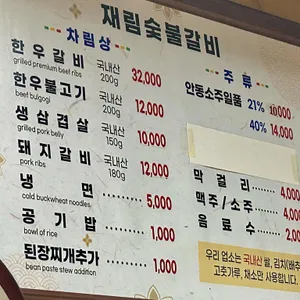 재림숯불갈비
차림상
한우갈비 국내산 200g 32,000
grilled premium beef ribs
한우불고기 국내산 200g 12,000
beef bulgogi
생삼겹살 국내산 150g 10,000
grilled pork belly
돼지갈비 국내산 180g 12,000
pork ribs
냉면 5,000
cold buckwheat noodles
공기밥 1,000
bowl of rice
된장찌개추가 1,000
bean paste stew addition
주류
안동소주일품 21% 10,000
40% 14,000
막걸리 4,000
맥주/소주 4,000
음료수 2,000
우리 업소는 국내산 쌀, 김치(배추
고춧가루, 채소만 사용합니다.